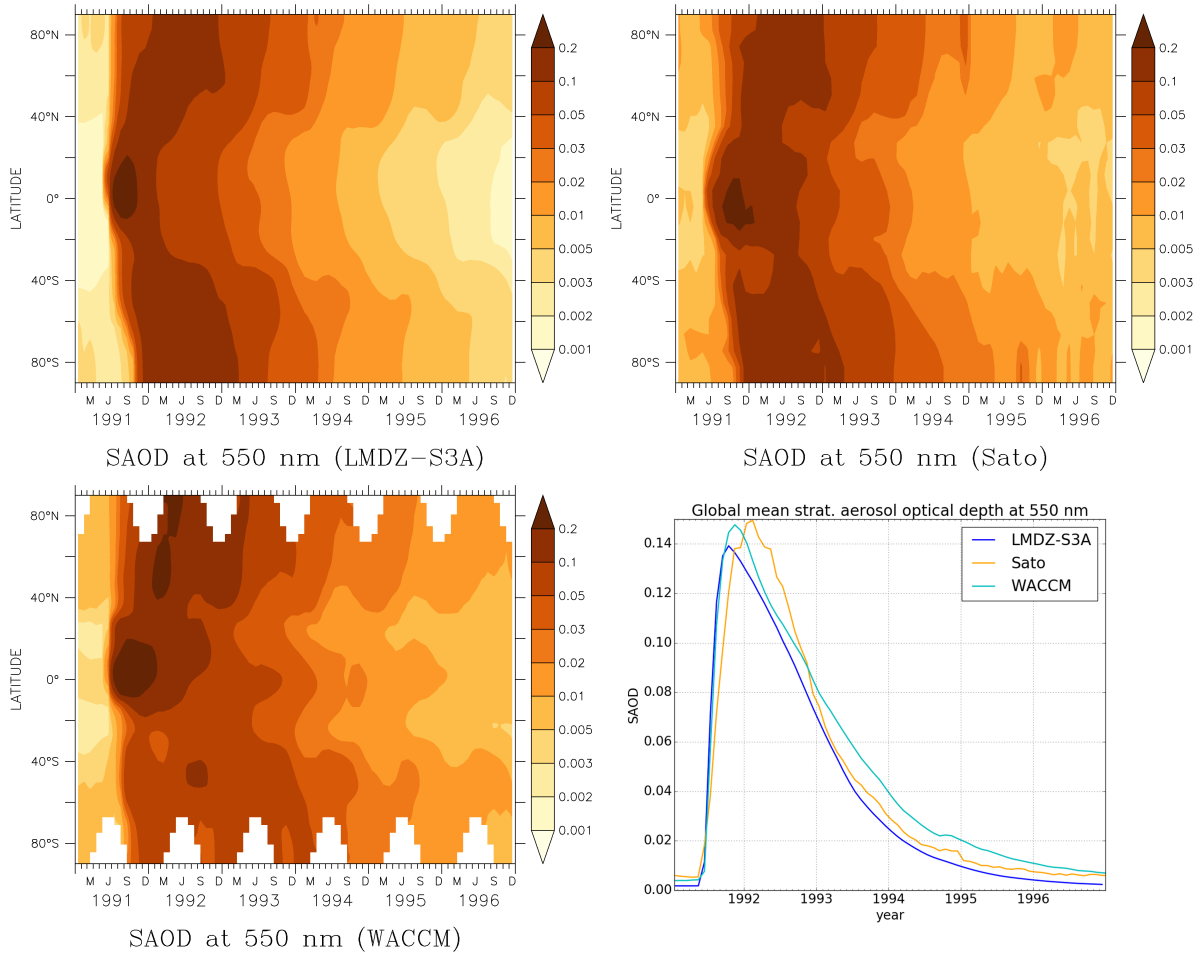 80°N
40°N
0°
40°S
80°S
LATITUDE
0.2
0.1
0.05
0.03
0.02
0.01
0.005
0.003
0.002
0.001
M J S D M J S D M J S D M J S D M J S D M J S D
1991 1992 1993 1994 1995 1996
SAOD at 550 nm (LMDZ-S3A)
80°N
40°N
0°
40°S
80°S
LATITUDE
0.2
0.1
0.05
0.03
0.02
0.01
0.005
0.003
0.002
0.001
M J S D M J S D M J S D M J S D M J S D M J S D
1991 1992 1993 1994 1995 1996
SAOD at 550 nm (Sato)
80°N
40°N
0°
40°S
80°S
LATITUDE
0.2
0.1
0.05
0.03
0.02
0.01
0.005
0.003
0.002
0.001
M J S D M J S D M J S D M J S D M J S D M J S D
1991 1992 1993 1994 1995 1996
SAOD at 550 nm (WACCM)
Global mean strat. aerosol optical depth at 550 nm
LMDZ-S3A
Sato
WACCM
0.14
0.12
0.10
0.08
0.06
0.04
0.02
0.00
SAOD
1992 1993 1994 1995 1996
year